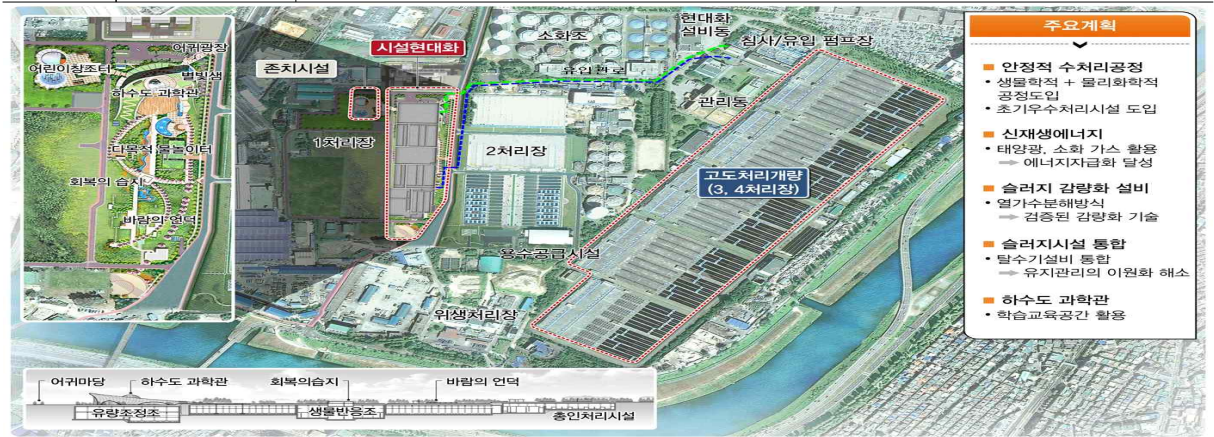 어귀광장
어린이창조터
별빛샘
하수도 과학관
다목적 물놀이터
회복의 습지
바람의 언덕
존치시설
시설현대화
1처리장
소화조
현대화
설비동
침사/유입 펌프장
유입관로
관리동
2처리장
고도처리개량
(3, 4처리장)
용수공급시설
위생처리장
주요계획
■ 안정적 수처리공정
• 생물학적 + 물리화학적
공정도입
• 초기우수처리시설 도입
■ 신재생에너지
• 태양광, 소화 가스 활용
➡ 에너지자급화 달성
■ 슬러지 감량화 설비
• 열가수분해방식
➡ 검증된 감량화 기술
■ 슬러지시설 통합
• 탈수기설비 통합
➡ 유지관리의 이원화 해소
■ 하수도 과학관
• 학습교육공간 활용
어귀마당
하수도 과학관
회복의습지
바람의 언덕
유량조정조
생물반응조
총인처리시설